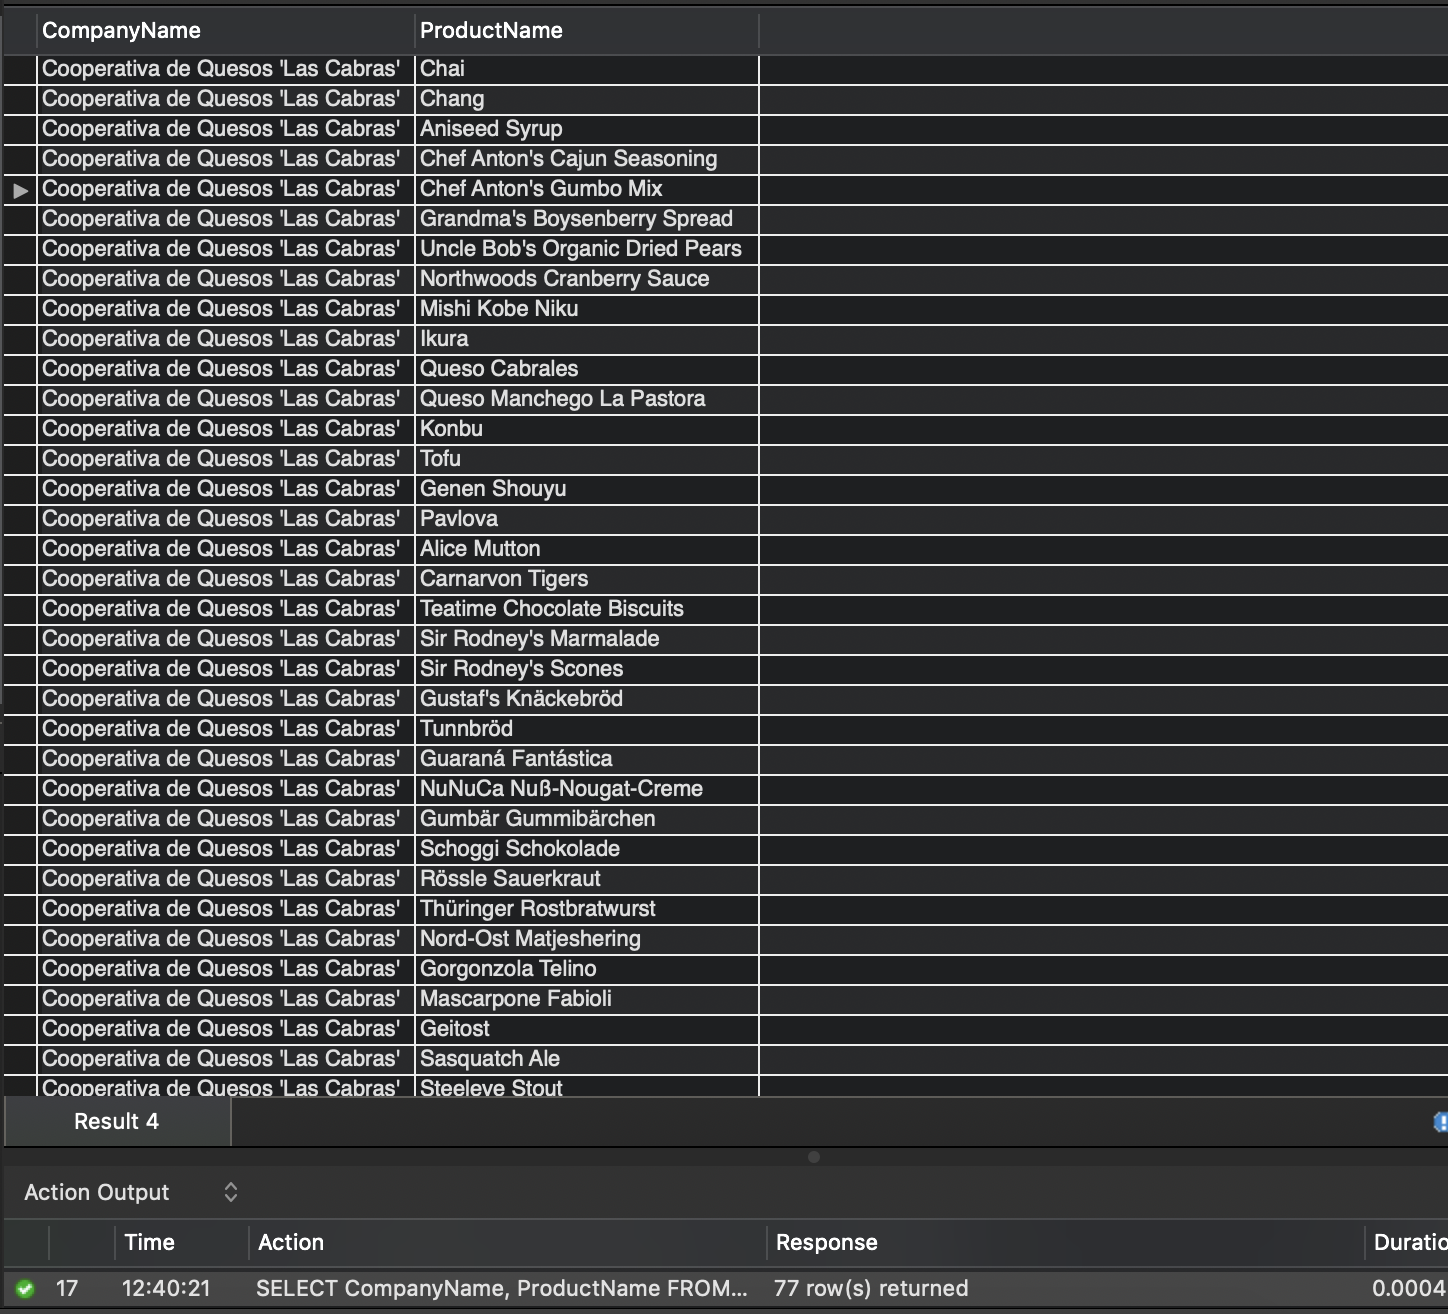 CompanyName ProductName
Cooperativa de Quesos 'Las Cabras' Chai
Cooperativa de Quesos 'Las Cabras' Chang
Cooperativa de Quesos 'Las Cabras' Aniseed Syrup
Cooperativa de Quesos 'Las Cabras' Chef Anton's Cajun Seasoning
Cooperativa de Quesos 'Las Cabras' Chef Anton's Gumbo Mix
Cooperativa de Quesos 'Las Cabras' Grandma's Boysenberry Spread
Cooperativa de Quesos 'Las Cabras' Uncle Bob's Organic Dried Pears
Cooperativa de Quesos 'Las Cabras' Northwoods Cranberry Sauce
Cooperativa de Quesos 'Las Cabras' Mishi Kobe Niku
Cooperativa de Quesos 'Las Cabras' Ikura
Cooperativa de Quesos 'Las Cabras' Queso Cabrales
Cooperativa de Quesos 'Las Cabras' Queso Manchego La Pastora
Cooperativa de Quesos 'Las Cabras' Konbu
Cooperativa de Quesos 'Las Cabras' Tofu
Cooperativa de Quesos 'Las Cabras' Genen Shouyu
Cooperativa de Quesos 'Las Cabras' Pavlova
Cooperativa de Quesos 'Las Cabras' Alice Mutton
Cooperativa de Quesos 'Las Cabras' Carnarvon Tigers
Cooperativa de Quesos 'Las Cabras' Teatime Chocolate Biscuits
Cooperativa de Quesos 'Las Cabras' Sir Rodney's Marmalade
Cooperativa de Quesos 'Las Cabras' Sir Rodney's Scones
Cooperativa de Quesos 'Las Cabras' Gustaf's Knäckebröd
Cooperativa de Quesos 'Las Cabras' Tunnbröd
Cooperativa de Quesos 'Las Cabras' Guaraná Fantástica
Cooperativa de Quesos 'Las Cabras' NuNuCa Nuß-Nougat-Creme
Cooperativa de Quesos 'Las Cabras' Gumbär Gummibärchen
Cooperativa de Quesos 'Las Cabras' Schoggi Schokolade
Cooperativa de Quesos 'Las Cabras' Rössle Sauerkraut
Cooperativa de Quesos 'Las Cabras' Thüringer Rostbratwurst
Cooperativa de Quesos 'Las Cabras' Nord-Ost Matjeshering
Cooperativa de Quesos 'Las Cabras' Gorgonzola Telino
Cooperativa de Quesos 'Las Cabras' Mascarpone Fabioli
Cooperativa de Quesos 'Las Cabras' Geitost
Cooperativa de Quesos 'Las Cabras' Sasquatch Ale
Cooperativa de Quesos 'Las Cabras' Steeleye Stout
Result 4
Action Output
Time Action Response Duratio
17 12:40:21 SELECT CompanyName, ProductName FROM... 77 row(s) returned 0.0004